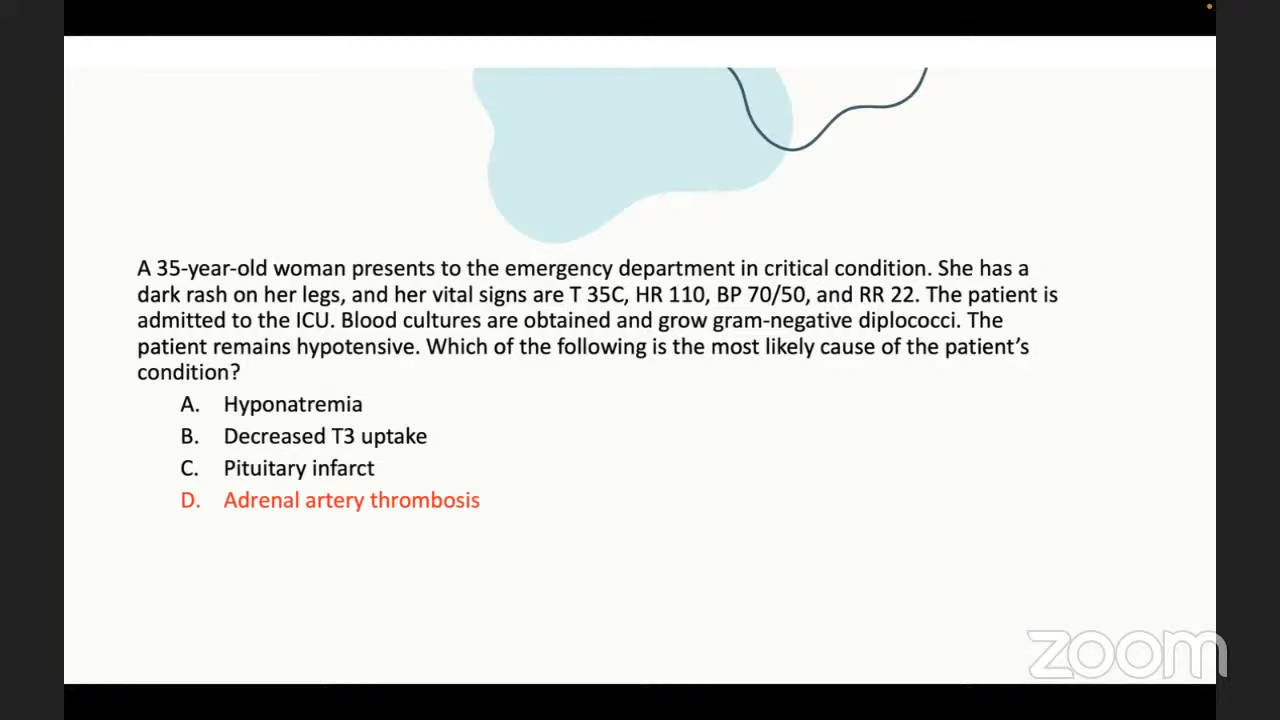 A 35-year-old woman presents to the emergency department in critical condition. She has a
dark rash on her legs, and her vital signs are T 35C, HR 110, BP 70/50, and RR 22. The patient is
admitted to the ICU. Blood cultures are obtained and grow gram-negative diplococci. The
patient remains hypotensive. Which of the following is the most likely cause of the patient’s
condition?
A. Hyponatremia
B. Decreased T3 uptake
C. Pituitary infarct
D. Adrenal artery thrombosis
zoom